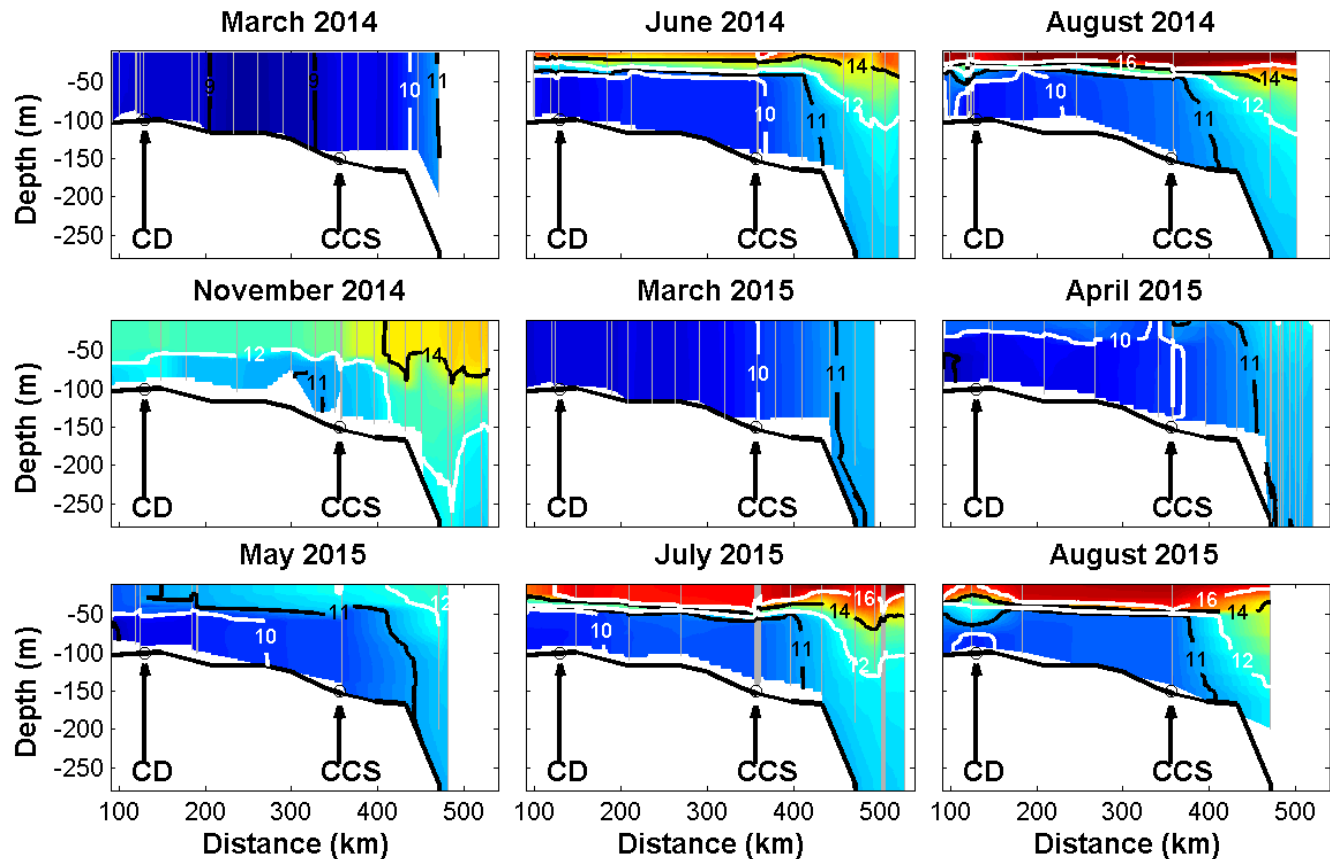 March 2014
June 2014
August 2014
Depth (m)
-50
-100
-150
-200
-250
9
9
10
11
CD
CCS
14
12
10
11
CD
CCS
16
14
12
10
11
CD
CCS
November 2014
March 2015
April 2015
Depth (m)
-50
-100
-150
-200
-250
12
14
11
CD
CCS
10
11
CD
CCS
10
11
CD
CCS
May 2015
July 2015
August 2015
Depth (m)
-50
-100
-150
-200
-250
12
11
10
CD
CCS
16
14
10
11
12
CD
CCS
16
14
11
12
CD
CCS
100 200 300 400 500
100 200 300 400 500
100 200 300 400 500
Distance (km)
Distance (km)
Distance (km)